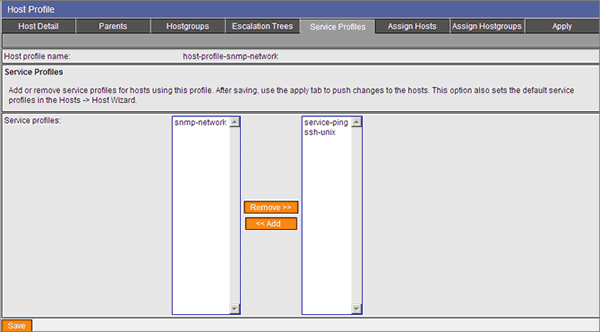 Host Profile
Host Detail Parents Hostgroups Escalation Trees Service Profiles Assign Hosts Assign Hostgroups Apply
Host profile name: host-profile-snmp-network
Service Profiles
Add or remove service profiles for hosts using this profile. After saving, use the apply tab to push changes to the hosts. This option also sets the default service
profiles in the Hosts -> Host Wizard.
Service profiles:
snmp-network
service-ping
ssh-unix
Remove >>
<< Add
Save